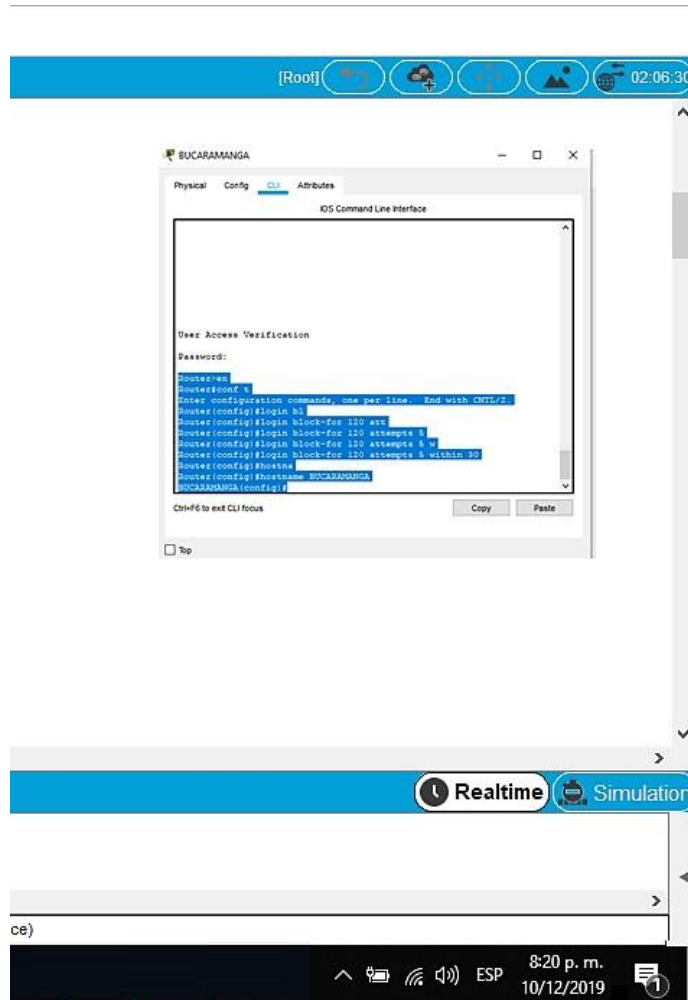 [Root]
02:06:30
BUCARAMANGA
Physical Config CLI Attributes
IOS Command Line Interface
User Access Verification
Password:
Router>en
Router#conf t
Enter configuration commands, one per line. End with CNTL/Z.
Router(config)#login bl
Router(config)#login block-for 120 att
Router(config)#login block-for 120 attempts 5
Router(config)#login block-for 120 attempts 5 w
Router(config)#login block-for 120 attempts 5 within 30
Router(config)#hostna
Router(config)#hostname BUCARAMANGA
BUCARAMANGA(config)#
Ctrl+F6 to exit CLI focus
Copy Paste
Top
Realtime Simulation
ce)
ESP
8:20 p. m.
10/12/2019
1